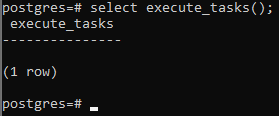 postgres=# select execute_tasks();
 execute_tasks
---------------

(1 row)

postgres=#